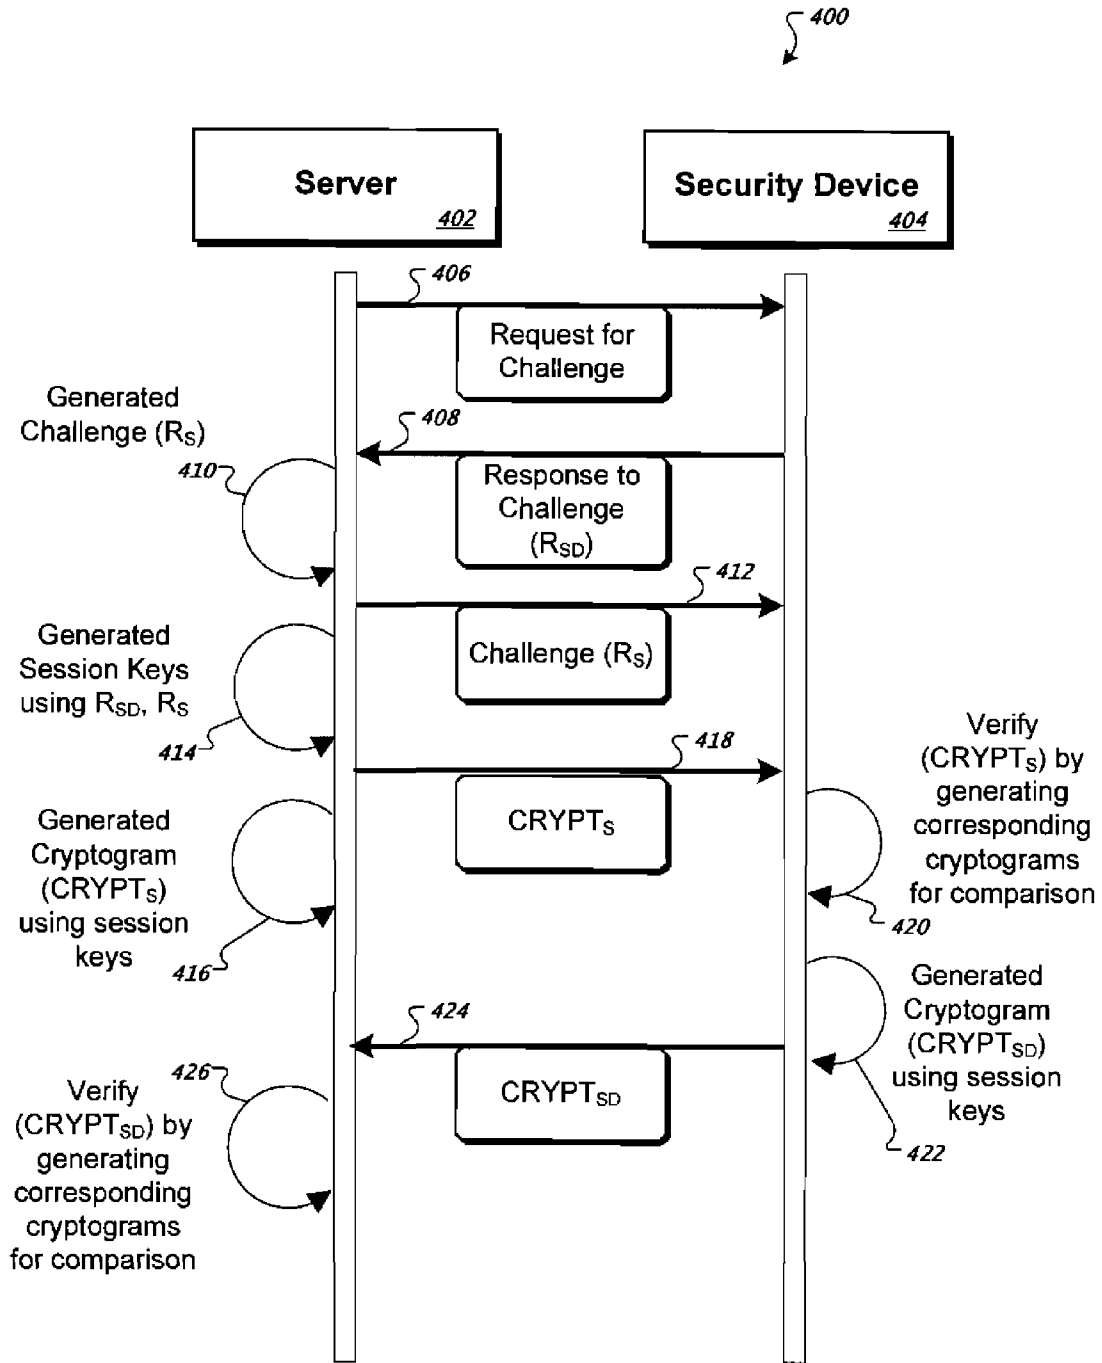 400
Server
402
Security Device
404
406
Request for
Challenge
Generated
Challenge (RS)
408
410
Response to
Challenge
(RSD)
412
Challenge (RS)
Generated
Session Keys
using RSD, RS
414
418
CRYPTS
Verify
(CRYPTS) by
generating
corresponding
cryptograms
for comparison
420
Generated
Cryptogram
(CRYPTS)
using session
keys
416
Generated
Cryptogram
(CRYPTSD)
using session
keys
422
424
CRYPTSD
426
Verify
(CRYPTSD) by
generating
corresponding
cryptograms
for comparison